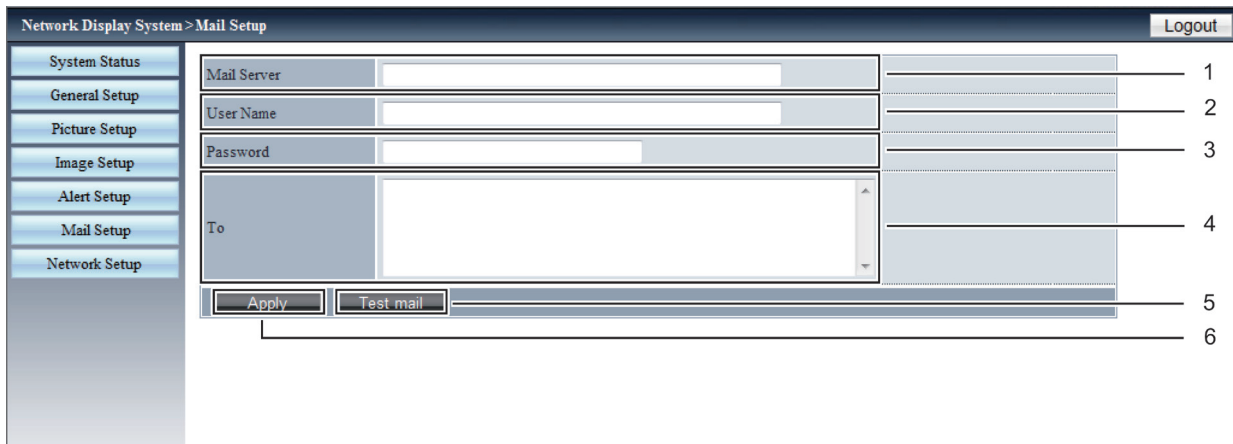 Network Display System > Mail Setup
Logout
System Status
General Setup
Picture Setup
Image Setup
Alert Setup
Mail Setup
Network Setup
Mail Server
1
User Name
2
Password
3
To
4
Apply
Test mail
5
6